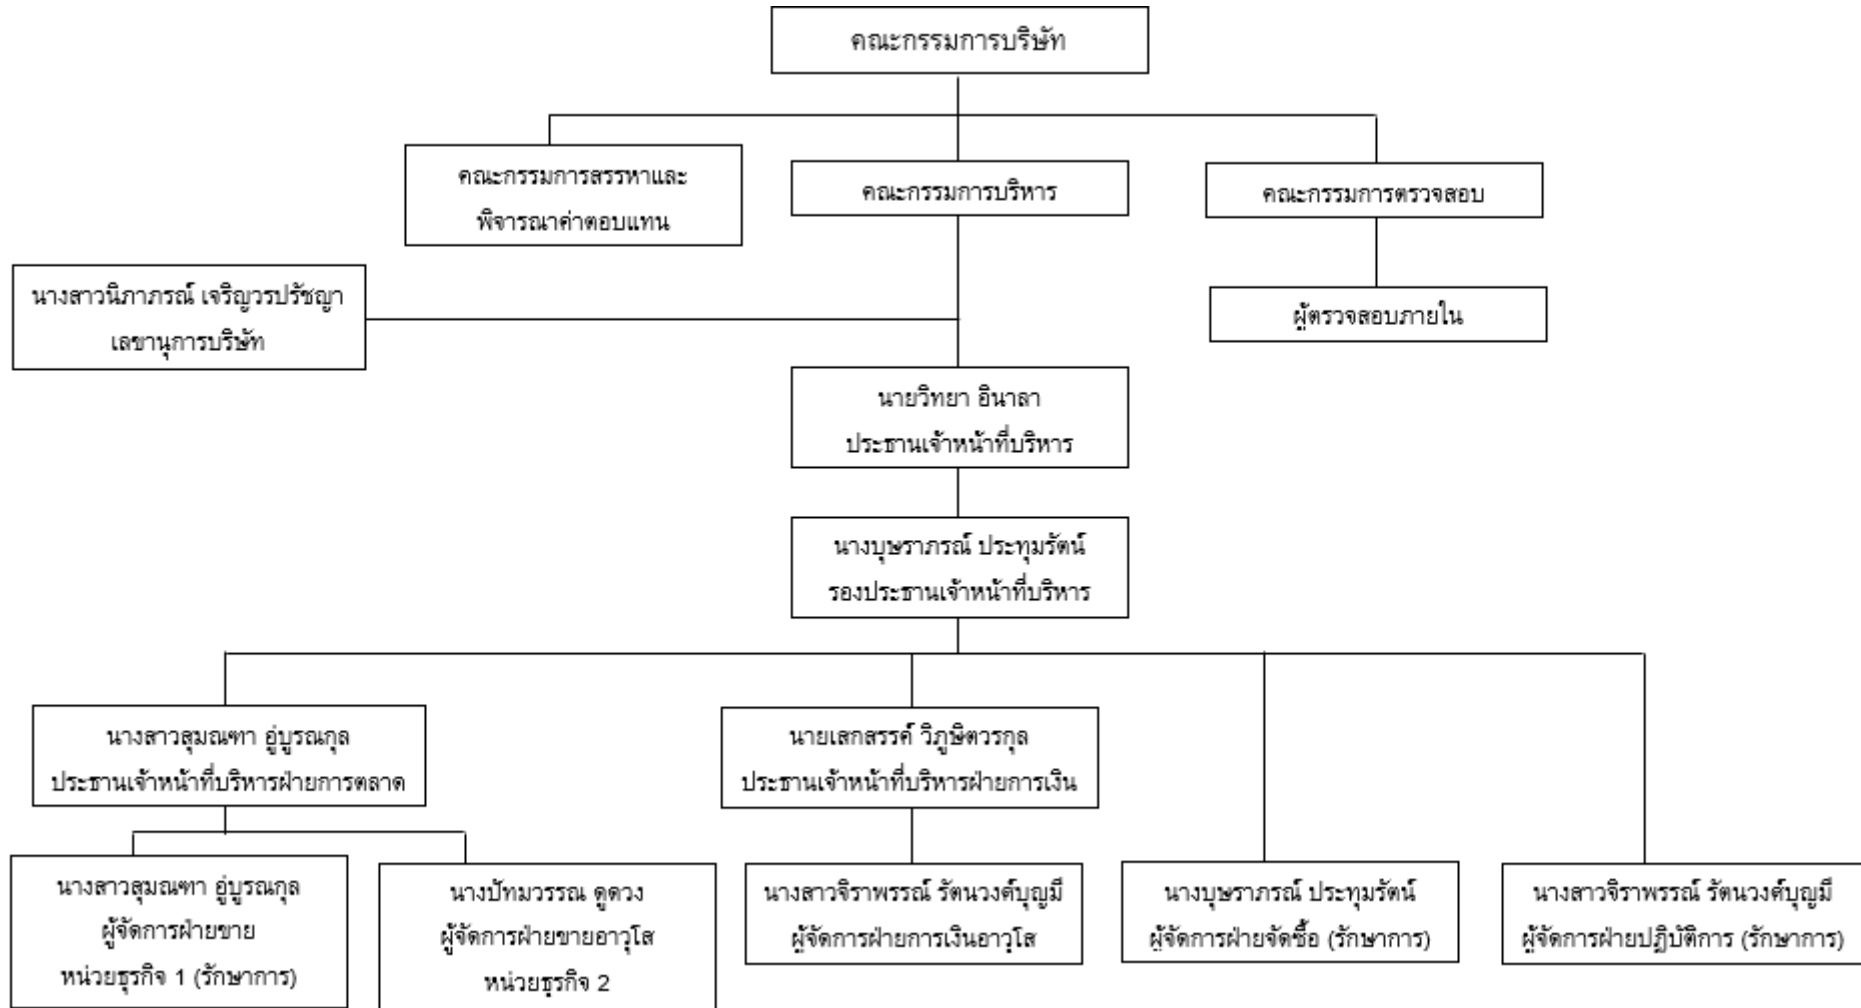 คณะกรรมการบริษัท
คณะกรรมการสรรหาและ
พิจารณาค่าตอบแทน
คณะกรรมการบริหาร
คณะกรรมการตรวจสอบ
นางสาวนิภาภรณ์ เจริญวรปรัชญา
เลขานุการบริษัท
ผู้ตรวจสอบภายใน
นายวิทยา อินาลา
ประธานเจ้าหน้าที่บริหาร
นางบุษราภรณ์ ประทุมรัตน์
รองประธานเจ้าหน้าที่บริหาร
นางสาวสุมณฑา อู่บูรณกุล
ประธานเจ้าหน้าที่บริหารฝ่ายการตลาด
นายเสกสรรค์ วิภูษิตวรกุล
ประธานเจ้าหน้าที่บริหารฝ่ายการเงิน
นางสาวสุมณฑา อู่บูรณกุล
ผู้จัดการฝ่ายขาย
หน่วยธุรกิจ 1 (รักษาการ)
นางปัทมวรรณ ดูดวง
ผู้จัดการฝ่ายขายอาวุโส
หน่วยธุรกิจ 2
นางสาวจิราพรรณ์ รัตนวงศ์บุญมี
ผู้จัดการฝ่ายการเงินอาวุโส
นางบุษราภรณ์ ประทุมรัตน์
ผู้จัดการฝ่ายจัดซื้อ (รักษาการ)
นางสาวจิราพรรณ์ รัตนวงศ์บุญมี
ผู้จัดการฝ่ายปฏิบัติการ (รักษาการ)